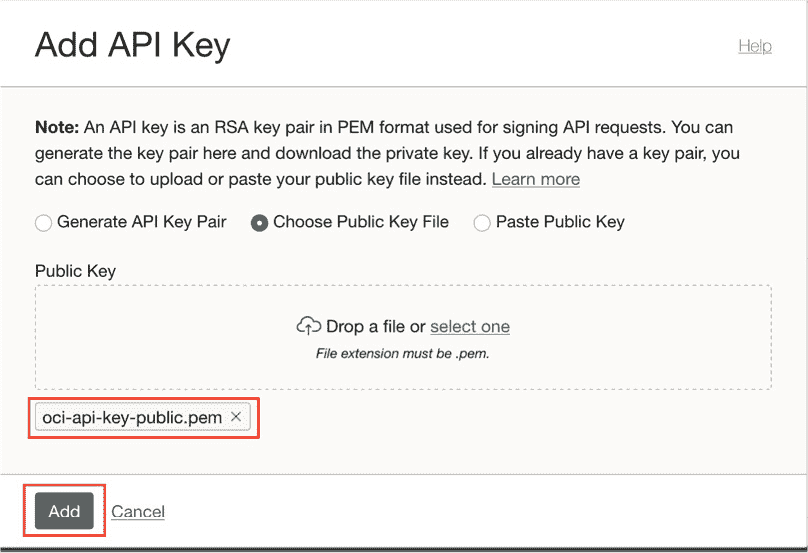 Add API Key
Help
Note: An API key is an RSA key pair in PEM format used for signing API requests. You can
generate the key pair here and download the private key. If you already have a key pair, you
can choose to upload or paste your public key file instead. Learn more
Generate API Key Pair Choose Public Key File Paste Public Key
Public Key
Drop a file or select one
File extension must be .pem.
oci-api-key-public.pem ×
Add Cancel